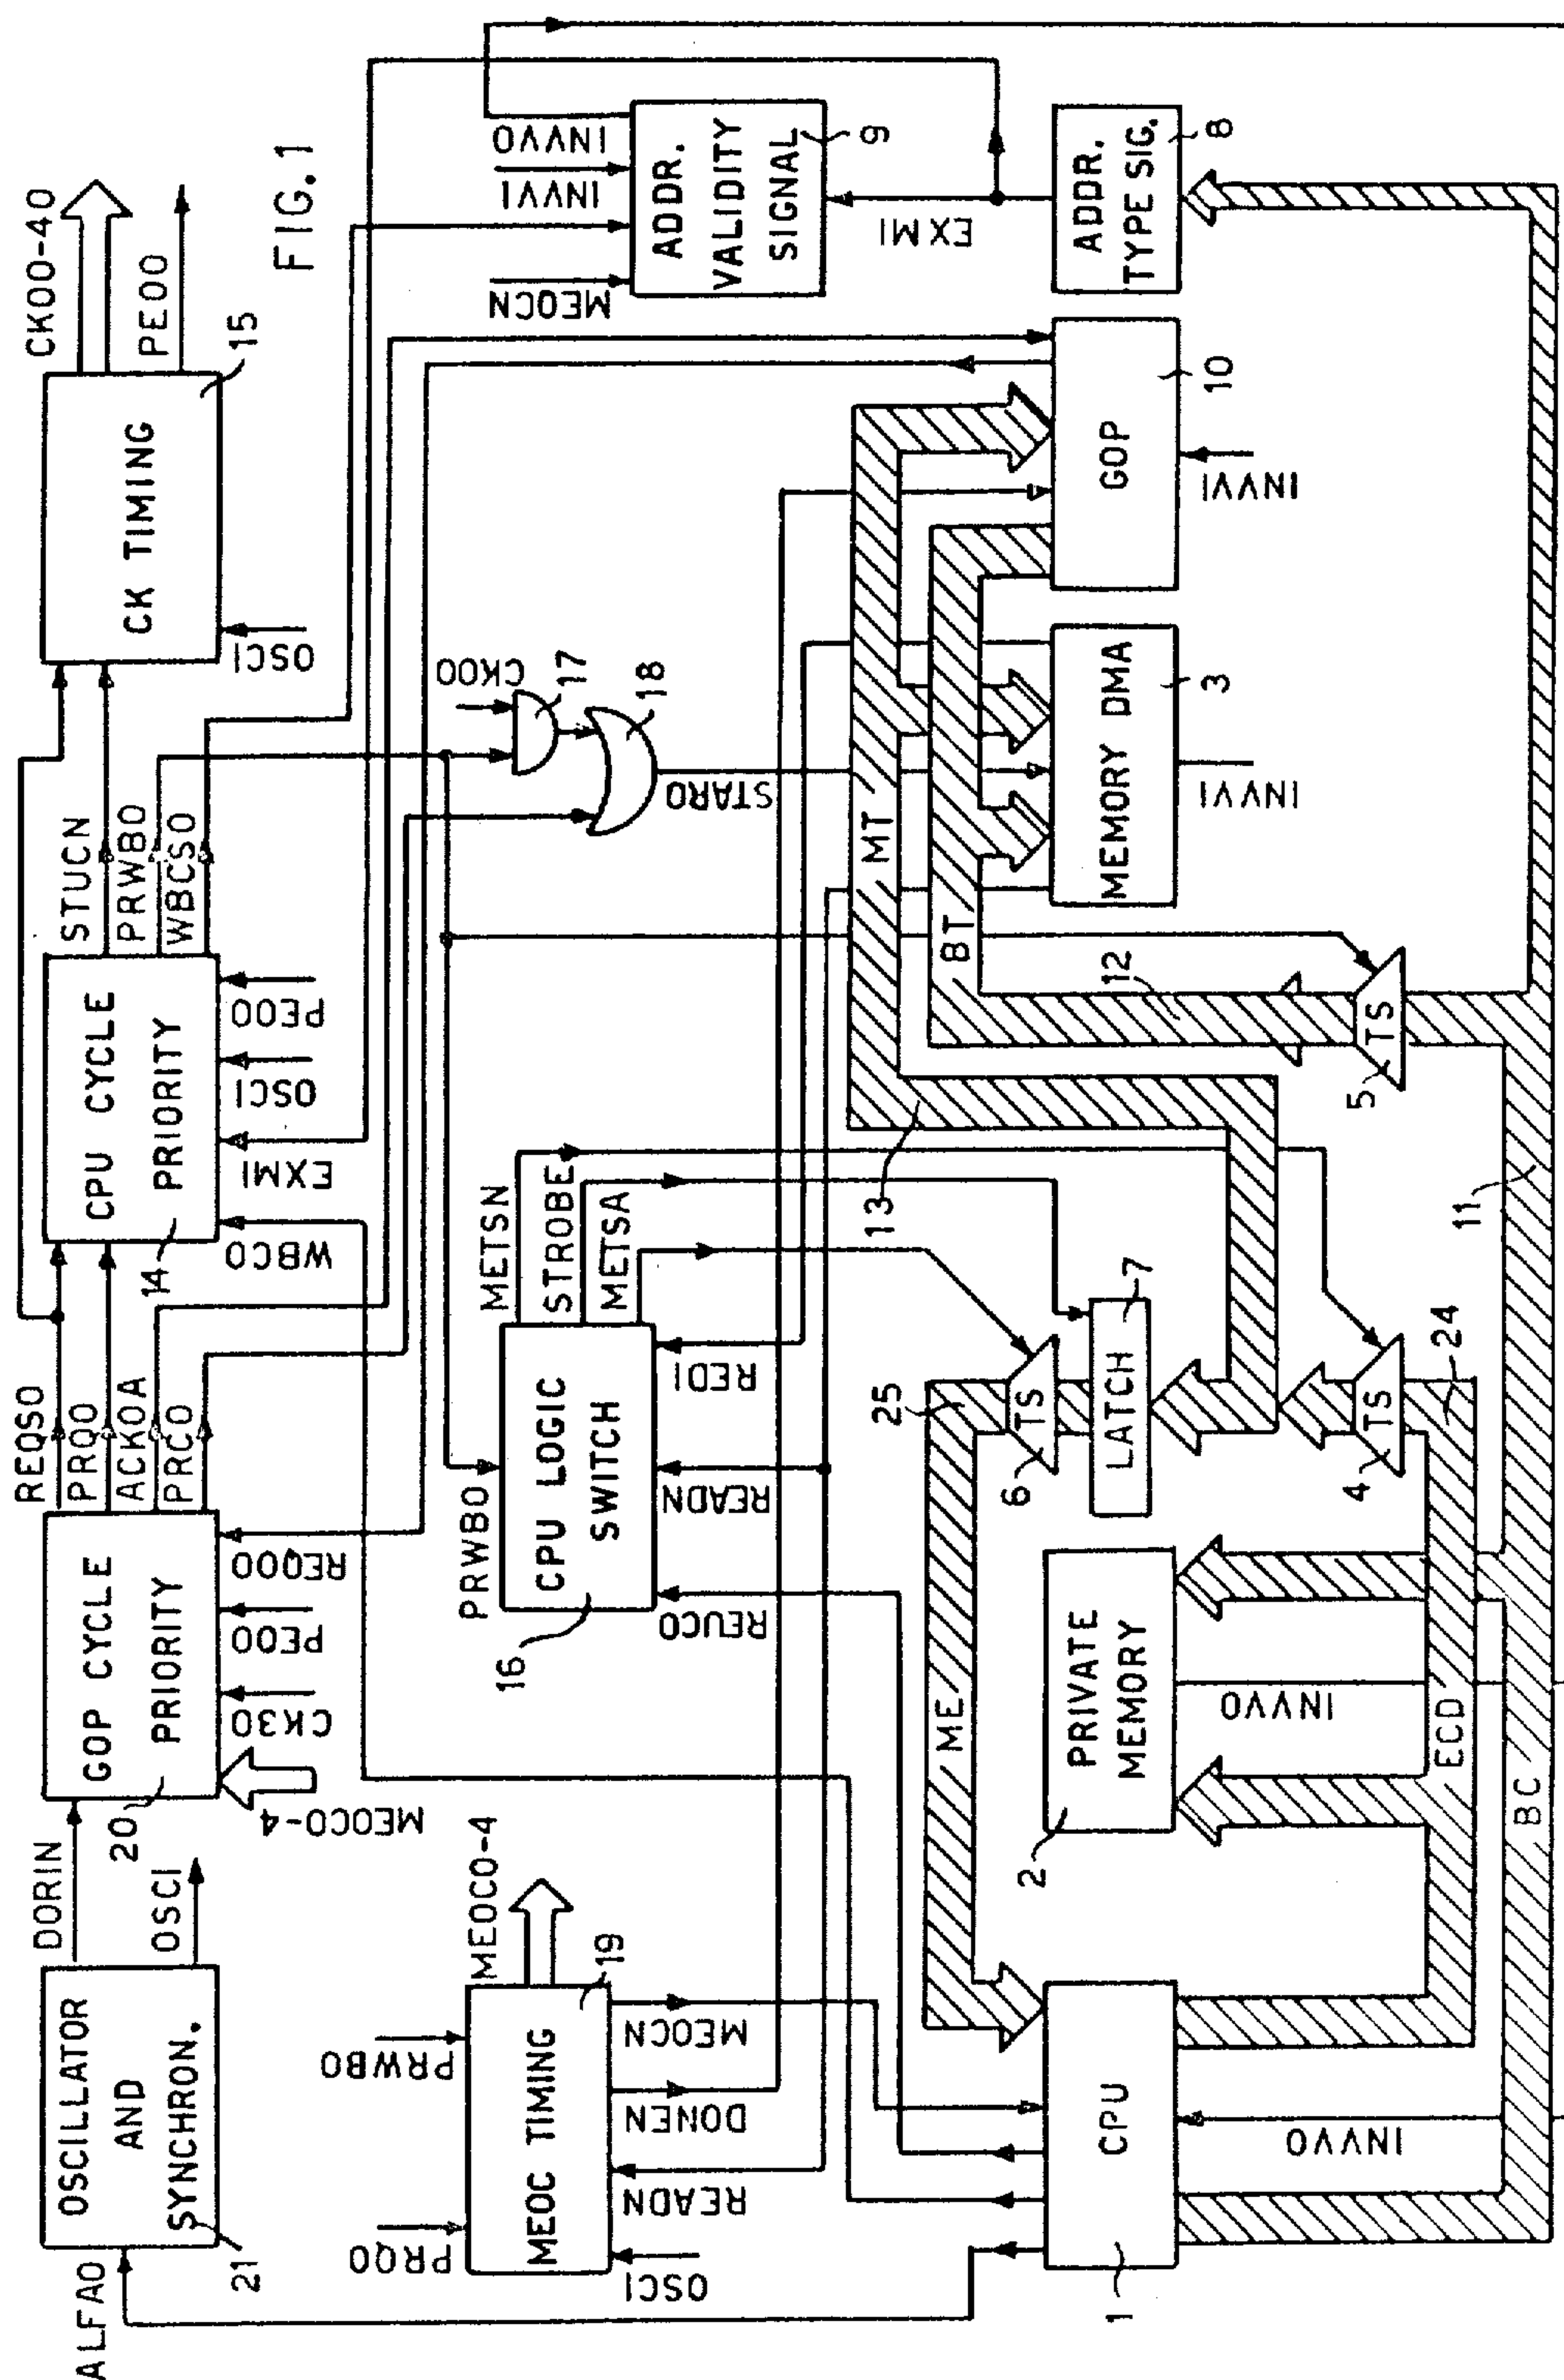 FIG. 1
ALFA0
OSCILLATOR
AND
SYNCHRON.
21
DORIN
OSCI
GOP CYCLE
PRIORITY
20
MEOC0-4
CK30
PE00
REQ00
REQS0
PRQ0
ACK0A
PRC0
CPU CYCLE
PRIORITY
14
WBC0
EXMI
OSCI
PE00
STUCN
PRWB0
WBCS0
CK TIMING
15
OSCI
CK00-40
PE00
PRQ0
PRWB0
MEOC TIMING
19
MEOC0-4
OSCI
READN
DONEN
MEOCN
PRWB0
CPU LOGIC
SWITCH
16
REUC0
READN
REDI
METSN
STROBE
METSA
CK00
17
18
STAR0
MEOCN
INVVI
INVV0
ADDR.
VALIDITY
SIGNAL
9
EXMI
ADDR.
TYPE SIG.
8
CPU
1
INVV0
PRIVATE
MEMORY
2
INVV0
ME
25
TS
6
LATCH
7
TS
4
24
ECD
BC
11
13
MT
BT
12
TS
5
MEMORY DMA
3
INVVI
GOP
10
INVVI